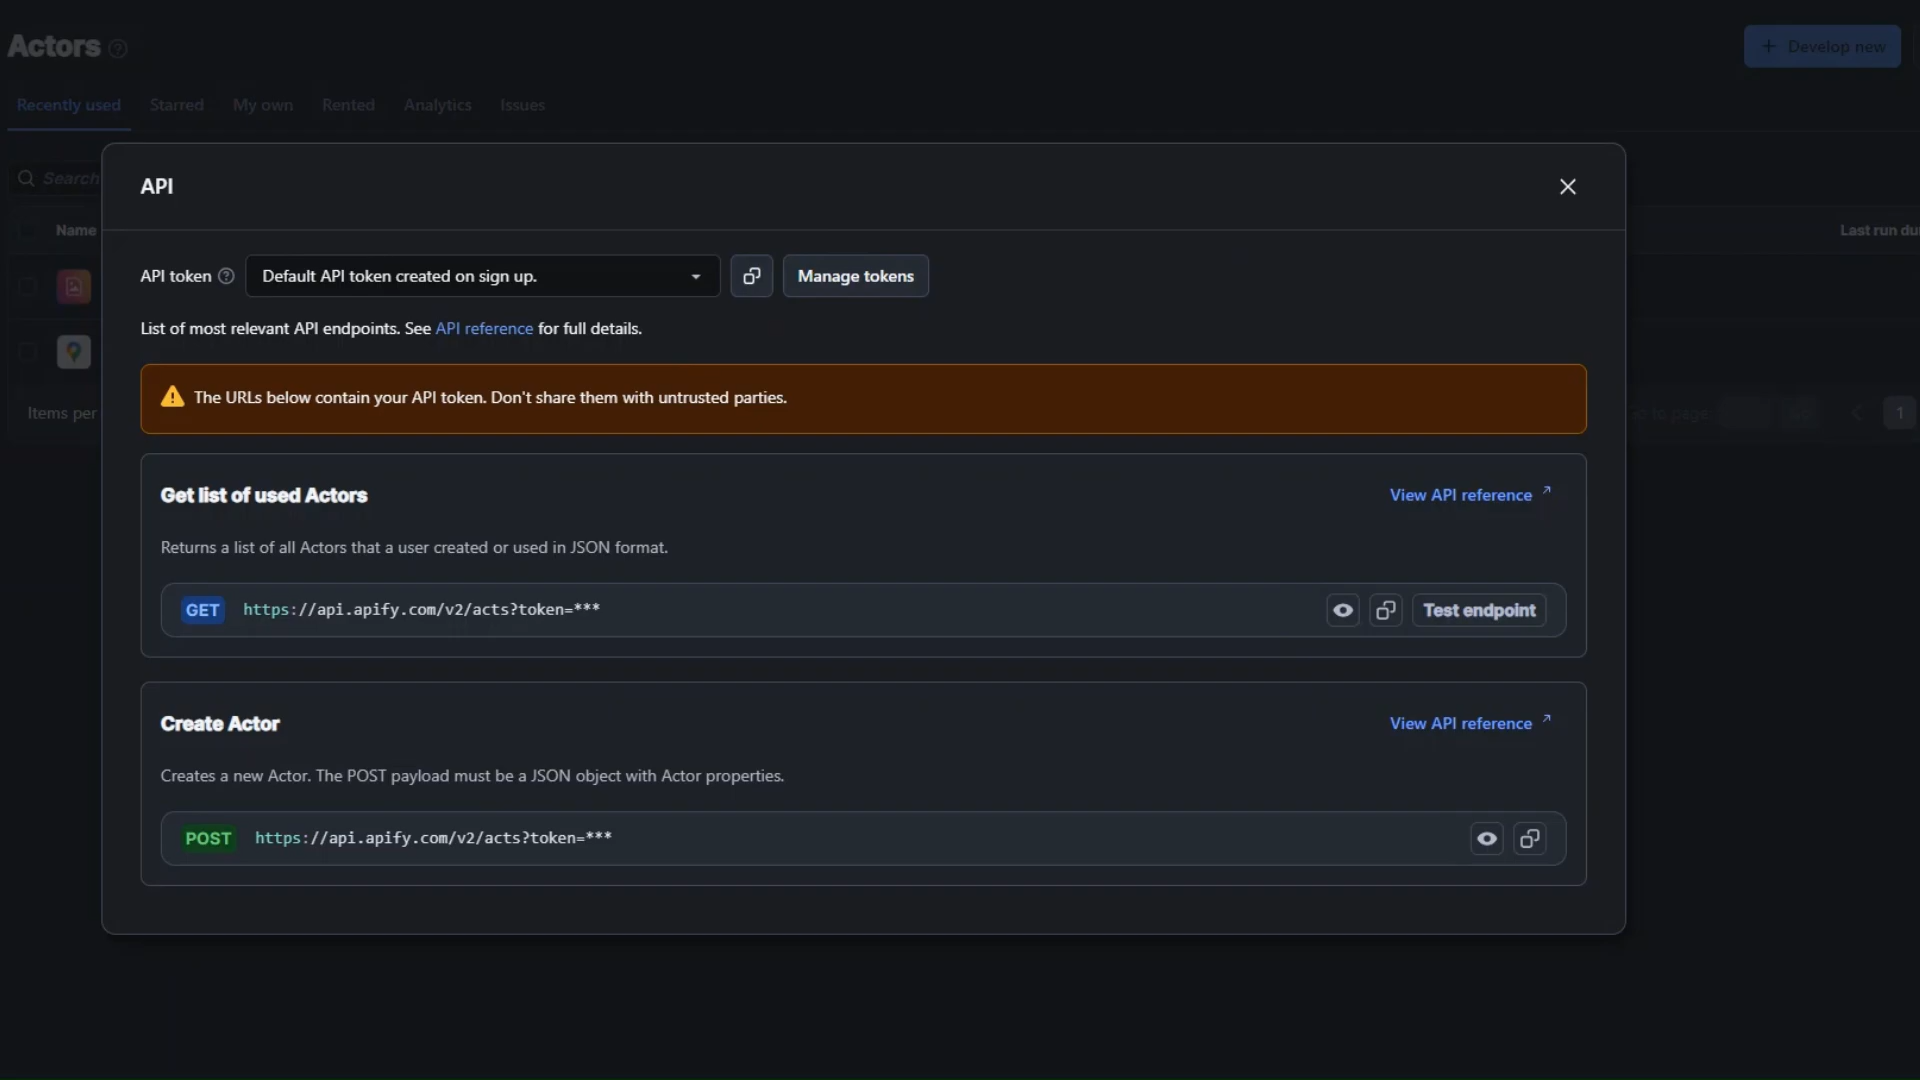 Actors
Develop new
Recently used
Starred
My own
Rented
Analytics
Issues
Search
API
Name
Last run du
API token
Default API token created on sign up.
Manage tokens
List of most relevant API endpoints. See API reference for full details.
The URLs below contain your API token. Don't share them with untrusted parties.
Items per
to page
1
Get list of used Actors
View API reference
Returns a list of all Actors that a user created or used in JSON format.
GET https://api.apify.com/v2/acts?token=***
Test endpoint
Create Actor
View API reference
Creates a new Actor. The POST payload must be a JSON object with Actor properties.
POST https://api.apify.com/v2/acts?token=***